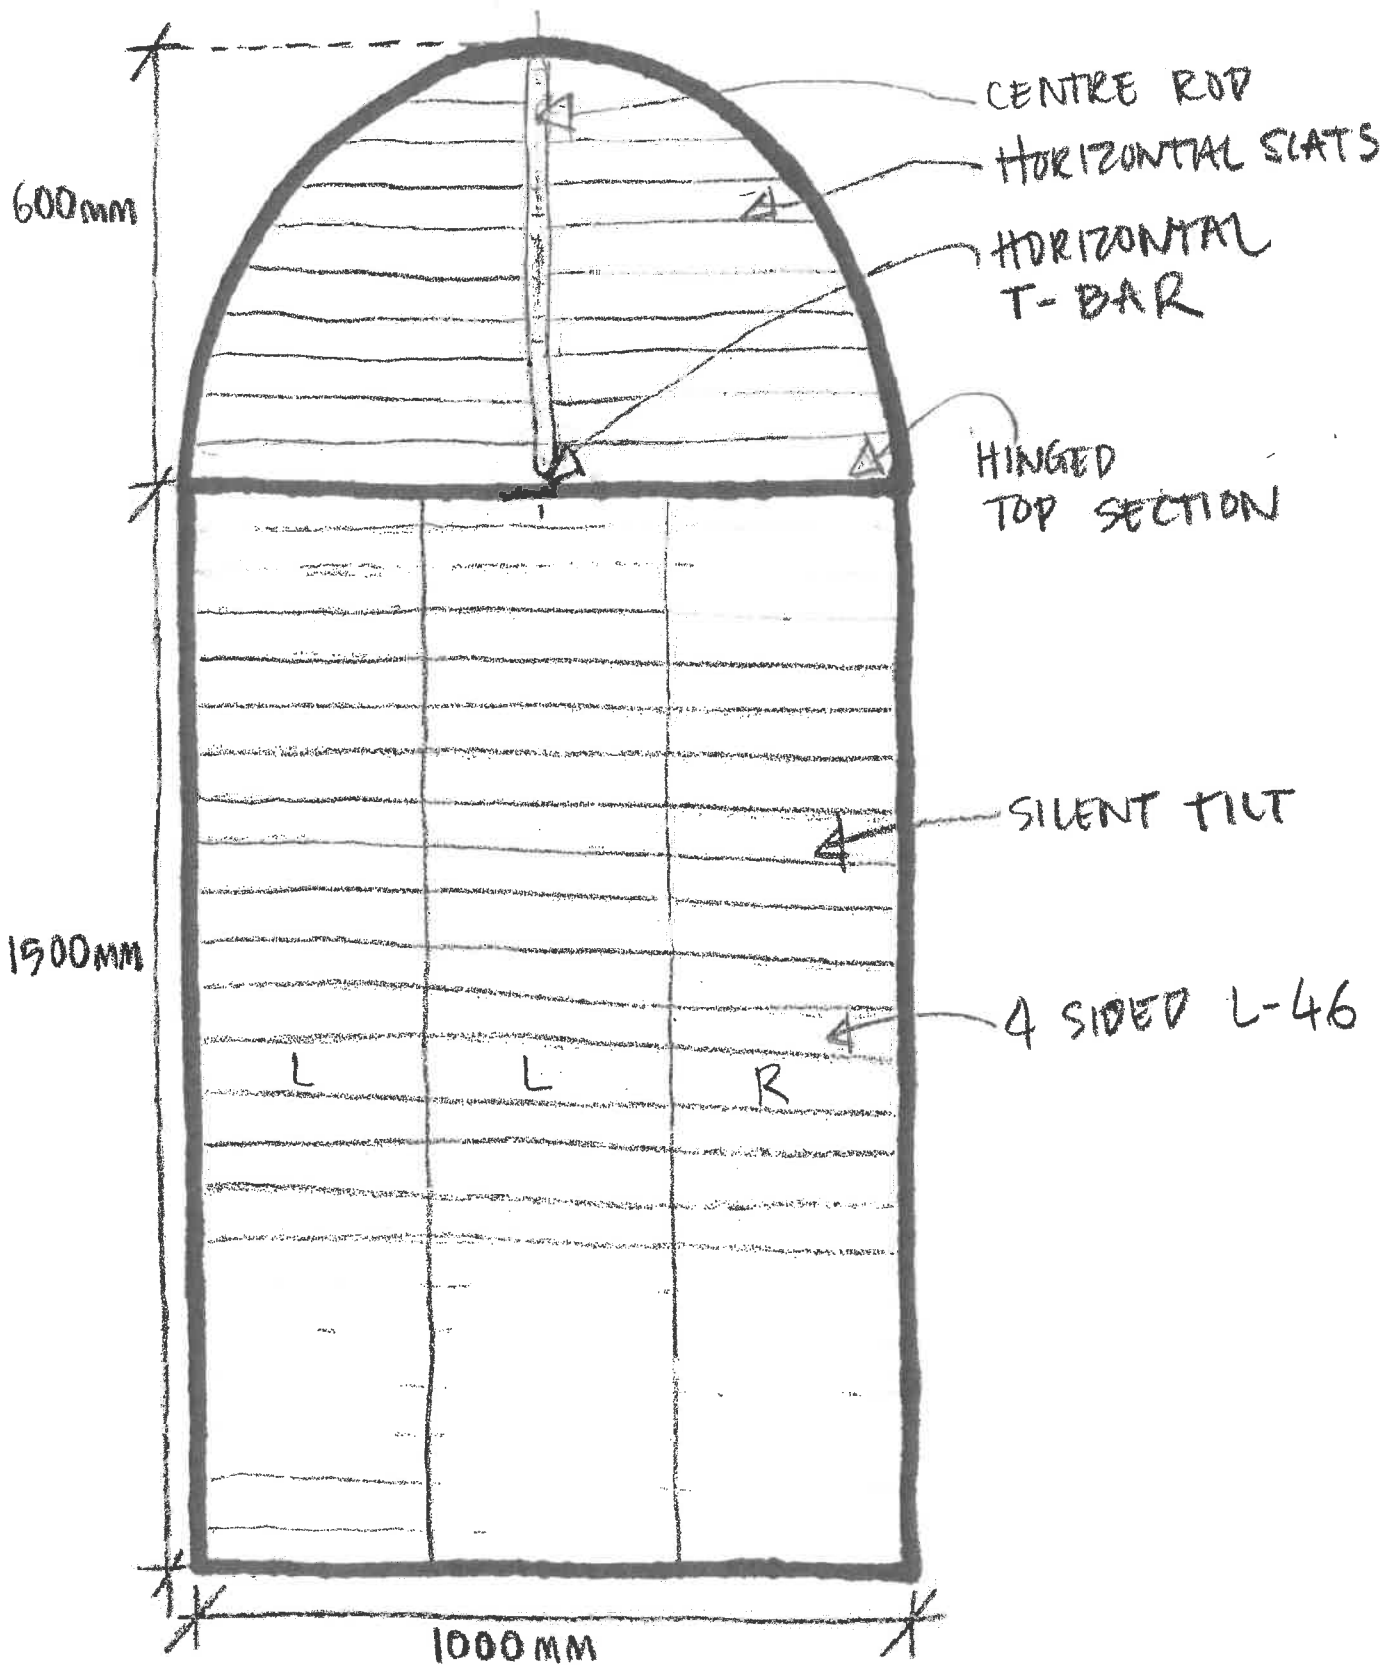 CENTRE ROD
HORIZONTAL SLATS
600mm
HORIZONTAL
T-BAR
HINGED
TOP SECTION
SILENT TILT
1500mm
4 SIDED L-46
L L R
1000mm